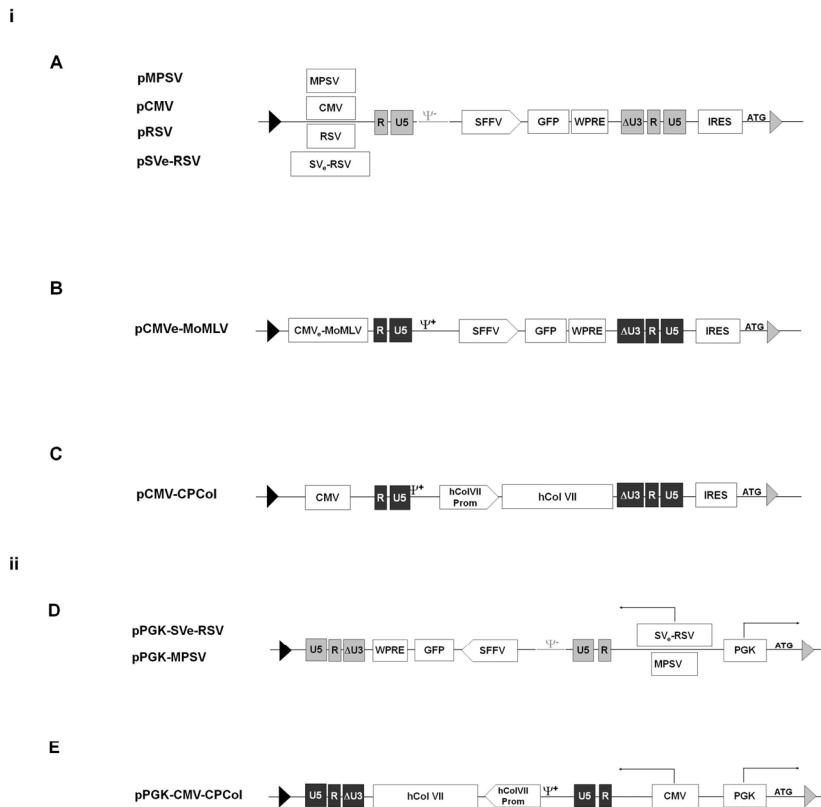 i
A
pMPSV
pCMV
pRSV
pSVe-RSV
MPSV
CMV
RSV
SVe-RSV
R U5 Ψ- SFFV GFP WPRE ΔU3 R U5 IRES ATG
B
pCMVe-MoMLV
CMVe-MoMLV R U5 Ψ+ SFFV GFP WPRE ΔU3 R U5 IRES ATG
C
pCMV-CPCol
CMV R U5 Ψ+ hColVII Prom hCol VII ΔU3 R U5 IRES ATG
ii
D
pPGK-SVe-RSV
pPGK-MPSV
U5 R ΔU3 WPRE GFP SFFV Ψ- U5 R
SVe-RSV
MPSV
PGK ATG
E
pPGK-CMV-CPCol
U5 R ΔU3 hCol VII hColVII Prom Ψ+ U5 R CMV PGK ATG